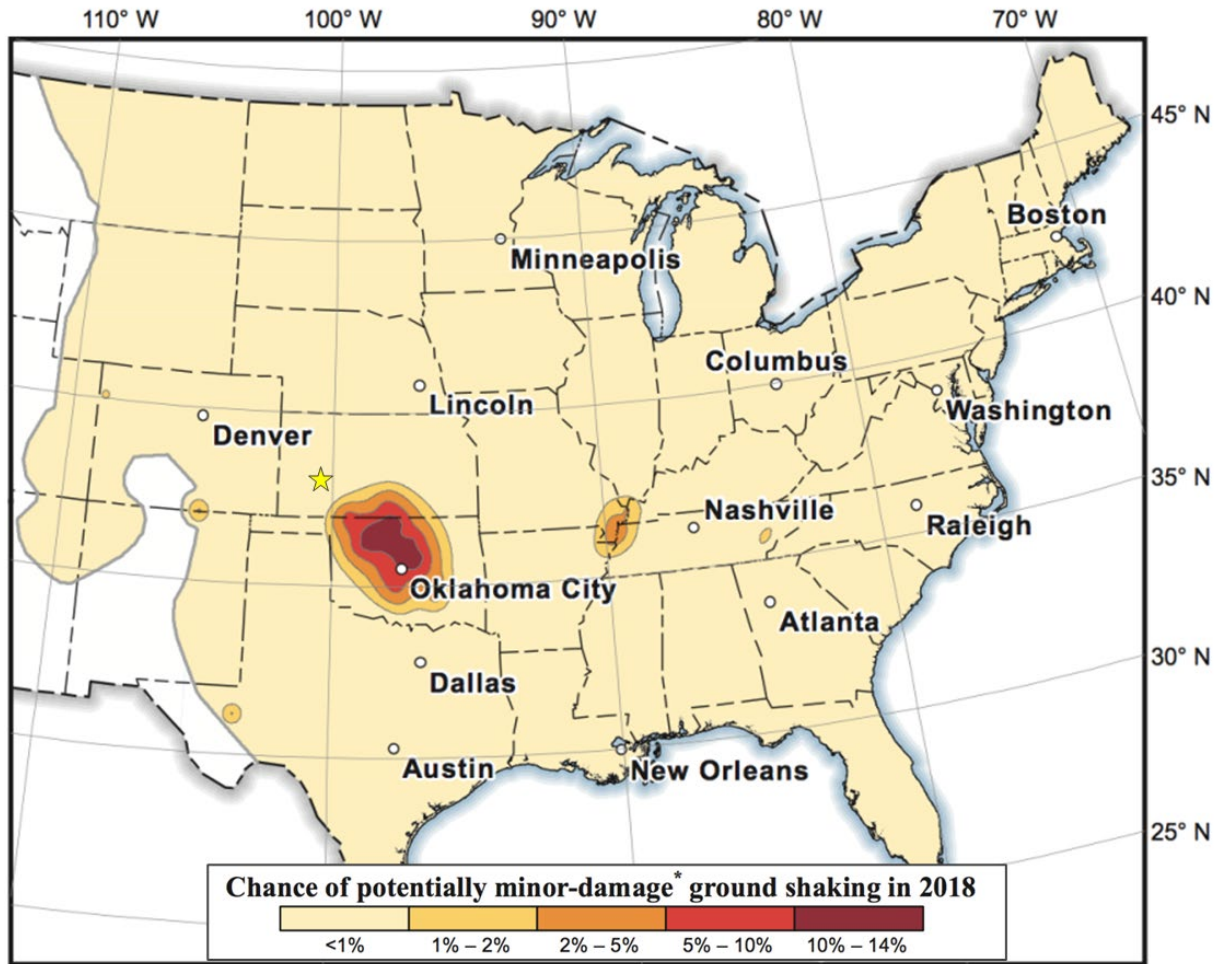 110° W 100° W 90° W 80° W 70° W
45° N
Boston
Minneapolis
40° N
Columbus
Lincoln
Washington
Denver
35° N
Nashville
Raleigh
Oklahoma City
Atlanta
30° N
Dallas
Austin
New Orleans
25° N
Chance of potentially minor-damage* ground shaking in 2018
<1% 1% – 2% 2% – 5% 5% – 10% 10% – 14%